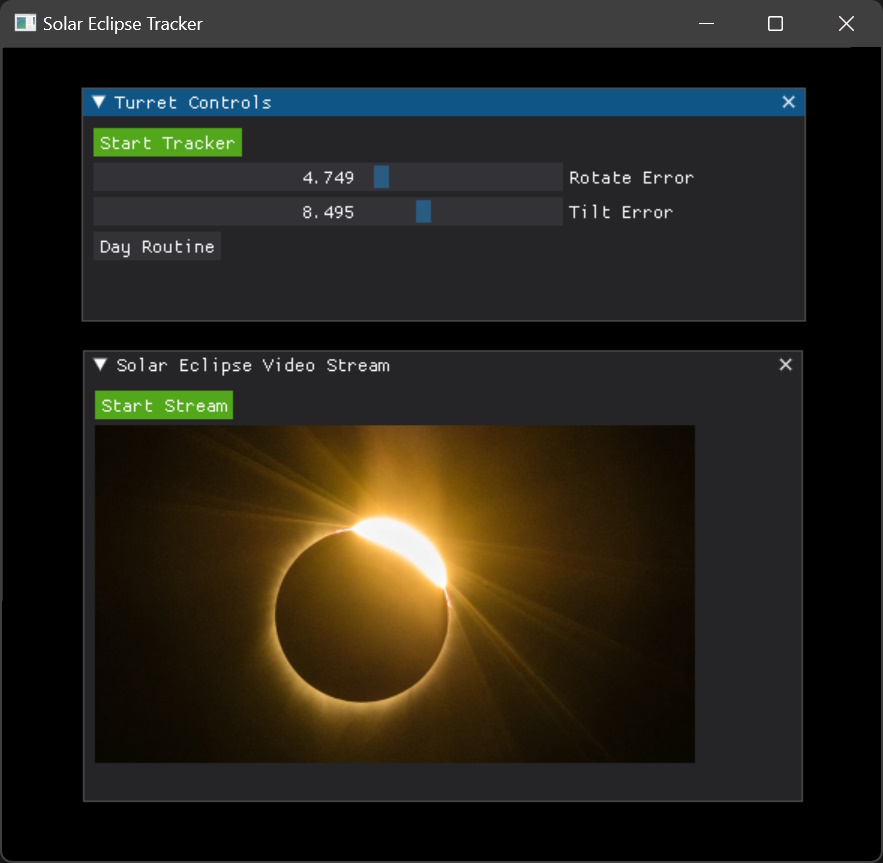 Solar Eclipse Tracker
Turret Controls
Start Tracker
4.749 Rotate Error
8.495 Tilt Error
Day Routine
Solar Eclipse Video Stream
Start Stream